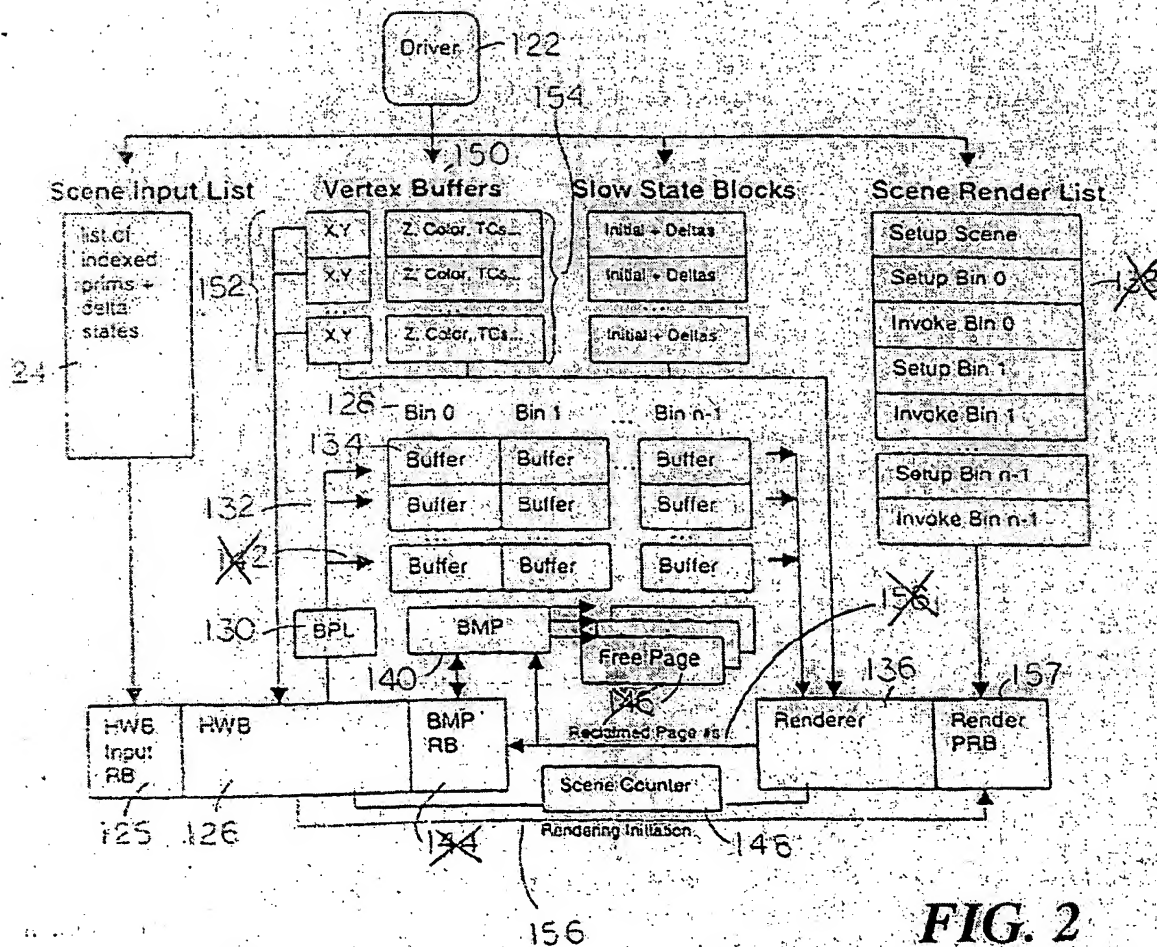 Driver
122
154
150
Scene Input List
Vertex Buffers
Slow State Blocks
Scene Render List
list of
indexed
prims +
delta
states
24
152
X,Y
Z, Color, TCs...
Initial + Deltas
X,Y
Z, Color, TCs...
Initial + Deltas
...
X,Y
Z, Color, TCs...
Initial + Deltas
Setup Scene
Setup Bin 0
Invoke Bin 0
Setup Bin 1
Invoke Bin 1
...
Setup Bin n-1
Invoke Bin n-1
128
Bin 0
Bin 1
...
Bin n-1
134
Buffer
Buffer
...
Buffer
132
Buffer
Buffer
Buffer
142
Buffer
Buffer
Buffer
130
BPL
BMP
140
Free Page
146
136
157
HWB
Input
RB
HWB
BMP
RB
Reclaimed Page #s
Renderer
Render
PRB
Scene Counter
125
126
144
Rendering Initiation
148
156
FIG. 2